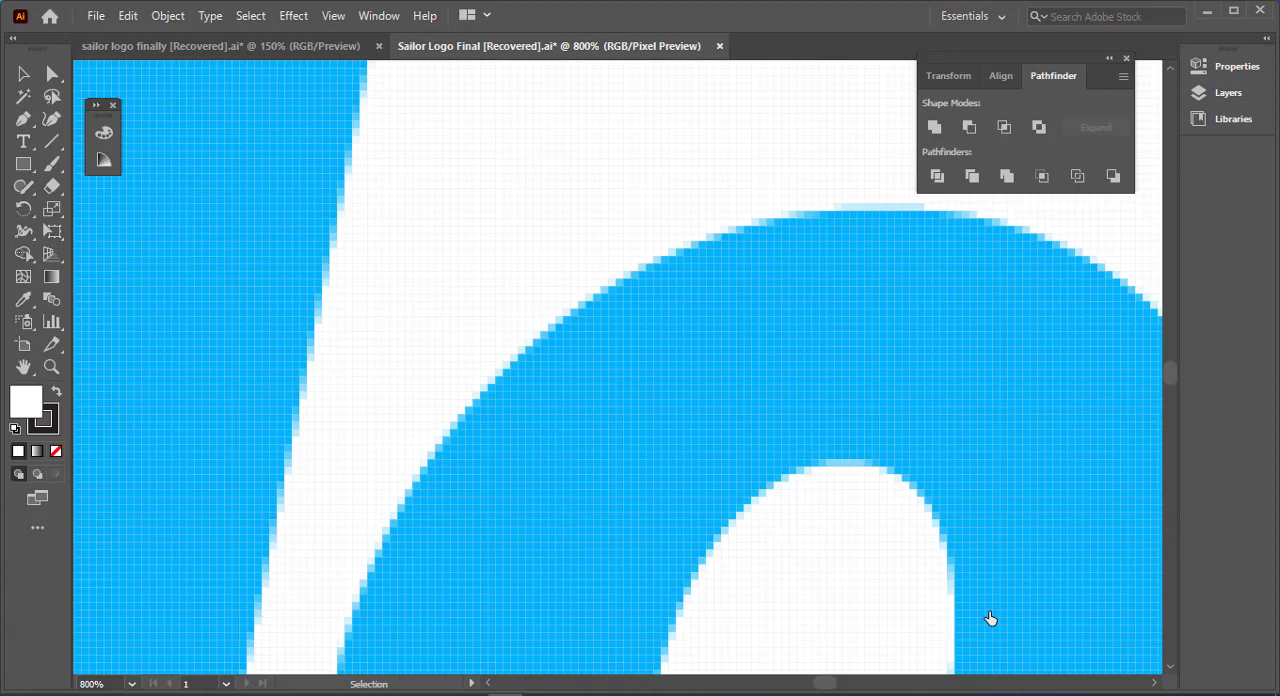 Ai File Edit Object Type Select Effect View Window Help Essentials Search Adobe Stock
sailor logo finally [Recovered].ai* @ 150% (RGB/Preview) Sailor Logo Final [Recovered].ai* @ 800% (RGB/Pixel Preview)
Transform Align Pathfinder
Shape Modes:
Expand
Pathfinders:
Properties
Layers
Libraries
800% 1 Selection